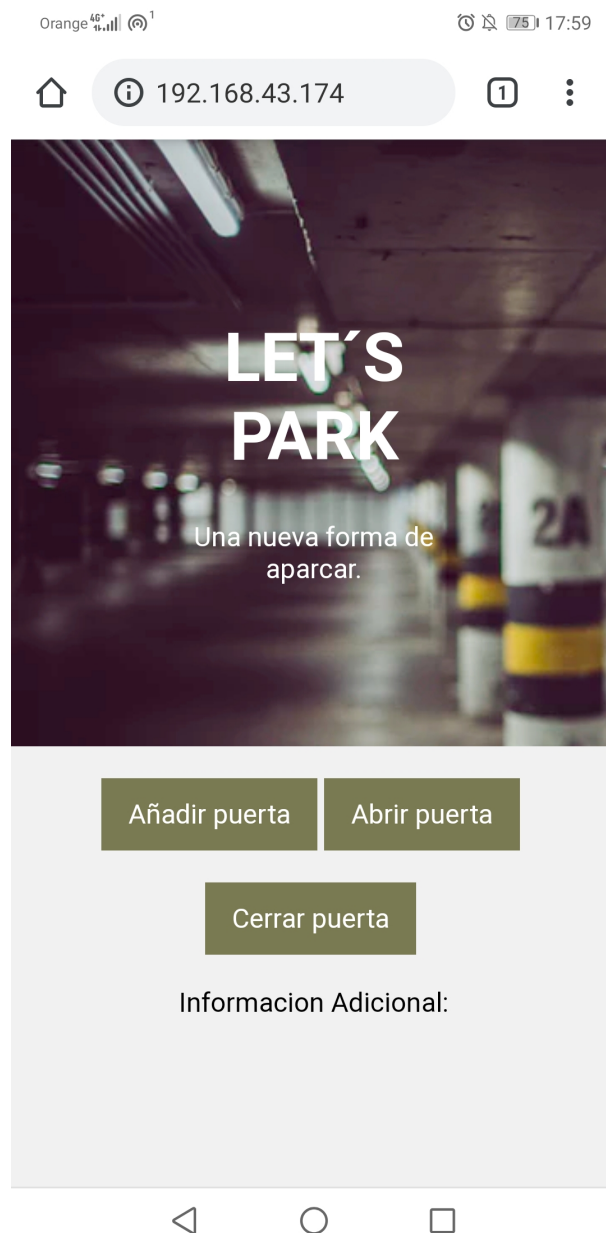 Orange 4G+ 1 75 17:59
192.168.43.174 1
LET´S
PARK
2A
Una nueva forma de
aparcar.
Añadir puerta Abrir puerta
Cerrar puerta
Informacion Adicional: